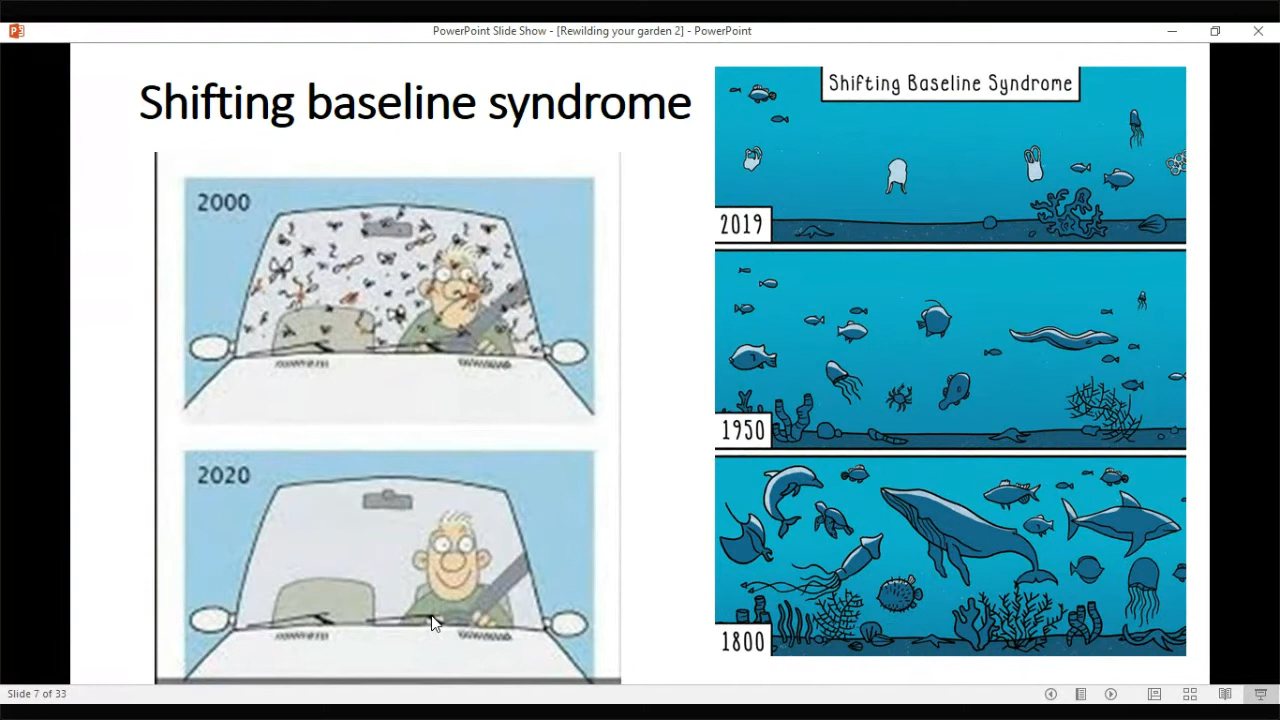 PowerPoint Slide Show - [Rewilding your garden 2] - PowerPoint
Shifting baseline syndrome
2000
2020
Shifting Baseline Syndrome
2019
1950
1800
Slide 7 of 33